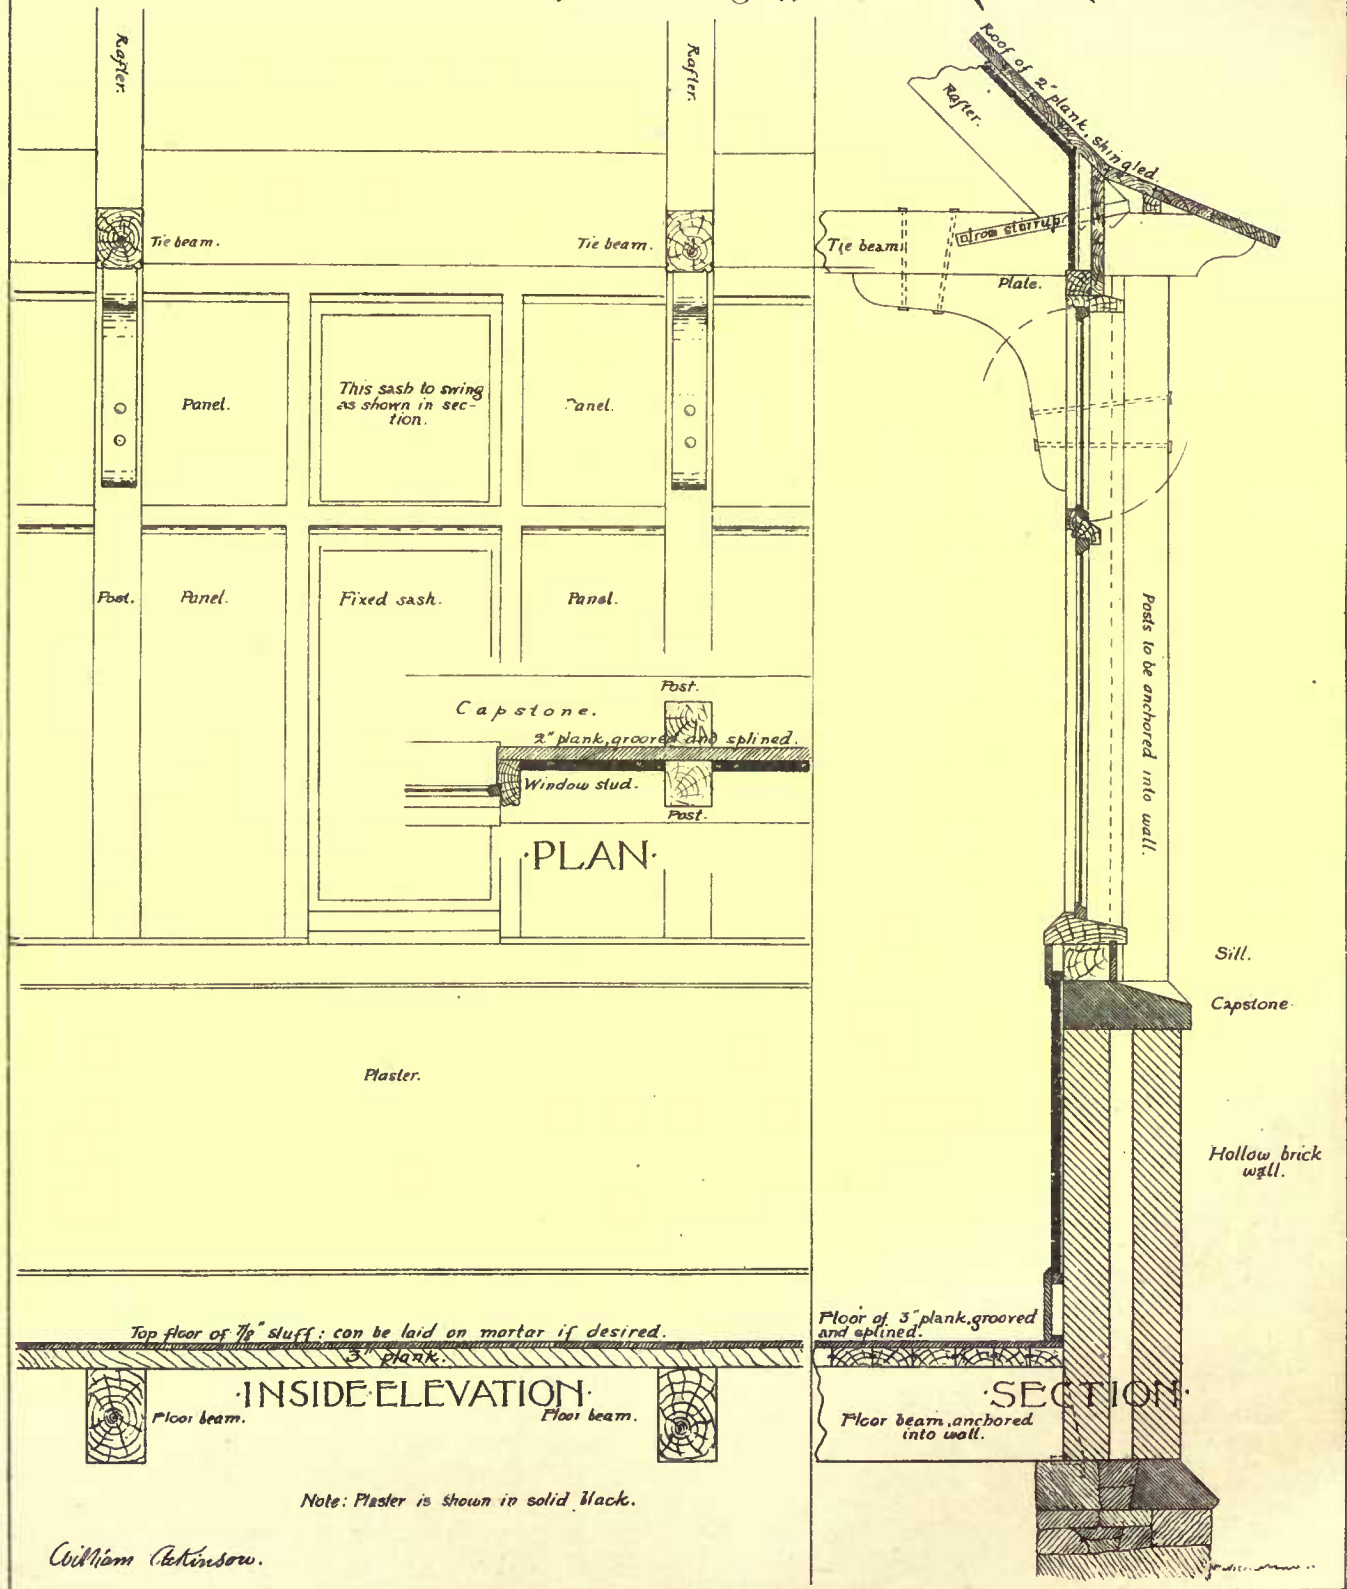 Rafter.
Rafter.
Roof of 2" plank, shingled.
Rafter.
Tie beam.
Tie beam.
Tie beam.
Iron stirrup
Plate.
Panel.
This sash to swing
as shown in sec-
tion.
Panel.
Post.
Panel.
Fixed sash.
Panel.
Posts to be anchored into wall.
Post.
Capstone.
2" plank, grooved and splined.
Window stud.
Post.
·PLAN·
Sill.
Capstone
Plaster.
Hollow brick
wall.
Top floor of 7/8" stuff: can be laid on mortar if desired.
3" plank.
Floor of 3" plank, grooved
and splined.
·INSIDE·ELEVATION·
·SECTION·
Floor beam.
Floor beam.
Floor beam, anchored
into wall.
Note: Plaster is shown in solid black.
William Atkinson.